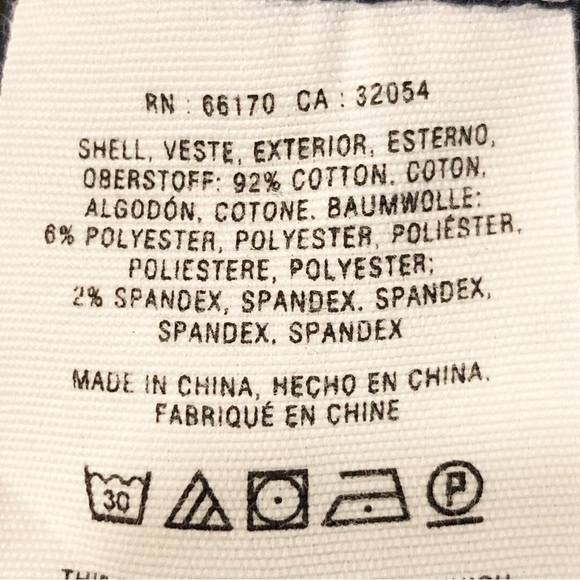 RN : 66170 CA : 32054
SHELL, VESTE, EXTERIOR, ESTERNO,
OBERSTOFF: 92% COTTON, COTON,
ALGODÓN, COTONE, BAUMWOLLE;
6% POLYESTER, POLYESTER, POLIÉSTER,
POLIESTERE, POLYESTER;
2% SPANDEX, SPANDEX, SPANDEX,
SPANDEX, SPANDEX
MADE IN CHINA, HECHO EN CHINA,
FABRIQUÉ EN CHINE
30 P